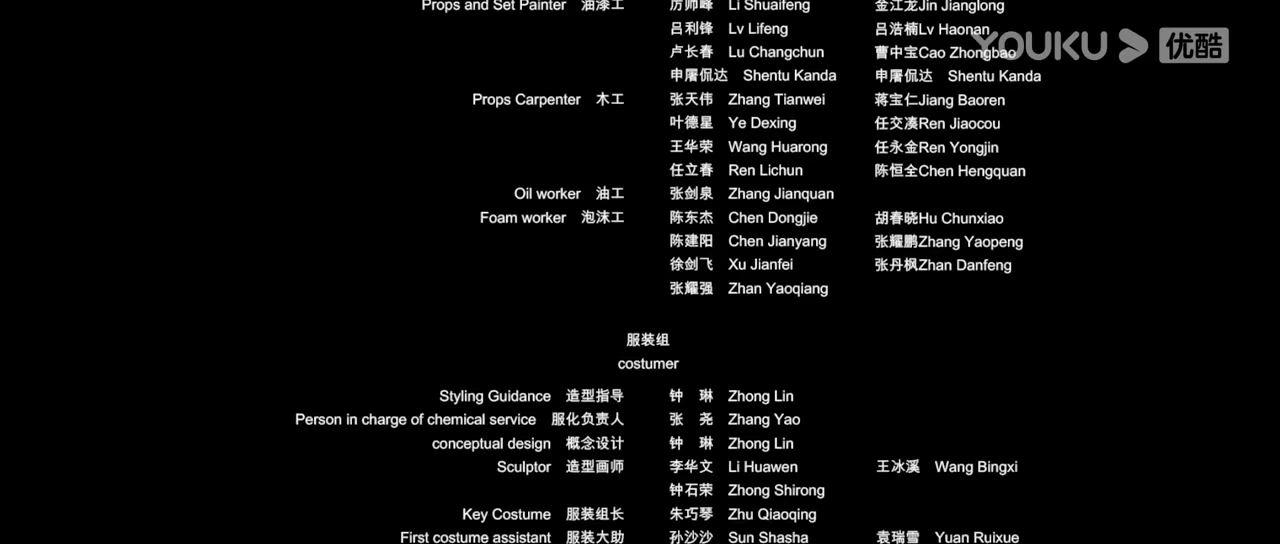 Props and Set Painter 油漆工 厉帅峰 Li Shuaifeng 金江龙Jin Jianglong
吕利锋 Lv Lifeng 吕浩楠Lv Haonan
YOUKU 优酷
卢长春 Lu Changchun 曹中宝Cao Zhongbao
申屠侃达 Shentu Kanda 申屠侃达 Shentu Kanda
Props Carpenter 木工 张天伟 Zhang Tianwei 蒋宝仁Jiang Baoren
叶德星 Ye Dexing 任交凑Ren Jiaocou
王华荣 Wang Huarong 任永金Ren Yongjin
任立春 Ren Lichun 陈恒全Chen Hengquan
Oil worker 油工 张剑泉 Zhang Jianquan
Foam worker 泡沫工 陈东杰 Chen Dongjie 胡春晓Hu Chunxiao
陈建阳 Chen Jianyang 张耀鹏Zhang Yaopeng
徐剑飞 Xu Jianfei 张丹枫Zhan Danfeng
张耀强 Zhan Yaoqiang
服装组
costumer
Styling Guidance 造型指导 钟 琳 Zhong Lin
Person in charge of chemical service 服化负责人 张 尧 Zhang Yao
conceptual design 概念设计 钟 琳 Zhong Lin
Sculptor 造型画师 李华文 Li Huawen 王冰溪 Wang Bingxi
钟石荣 Zhong Shirong
Key Costume 服装组长 朱巧琴 Zhu Qiaoqing
First costume assistant 服装大助 孙沙沙 Sun Shasha 袁瑞雪 Yuan Ruixue